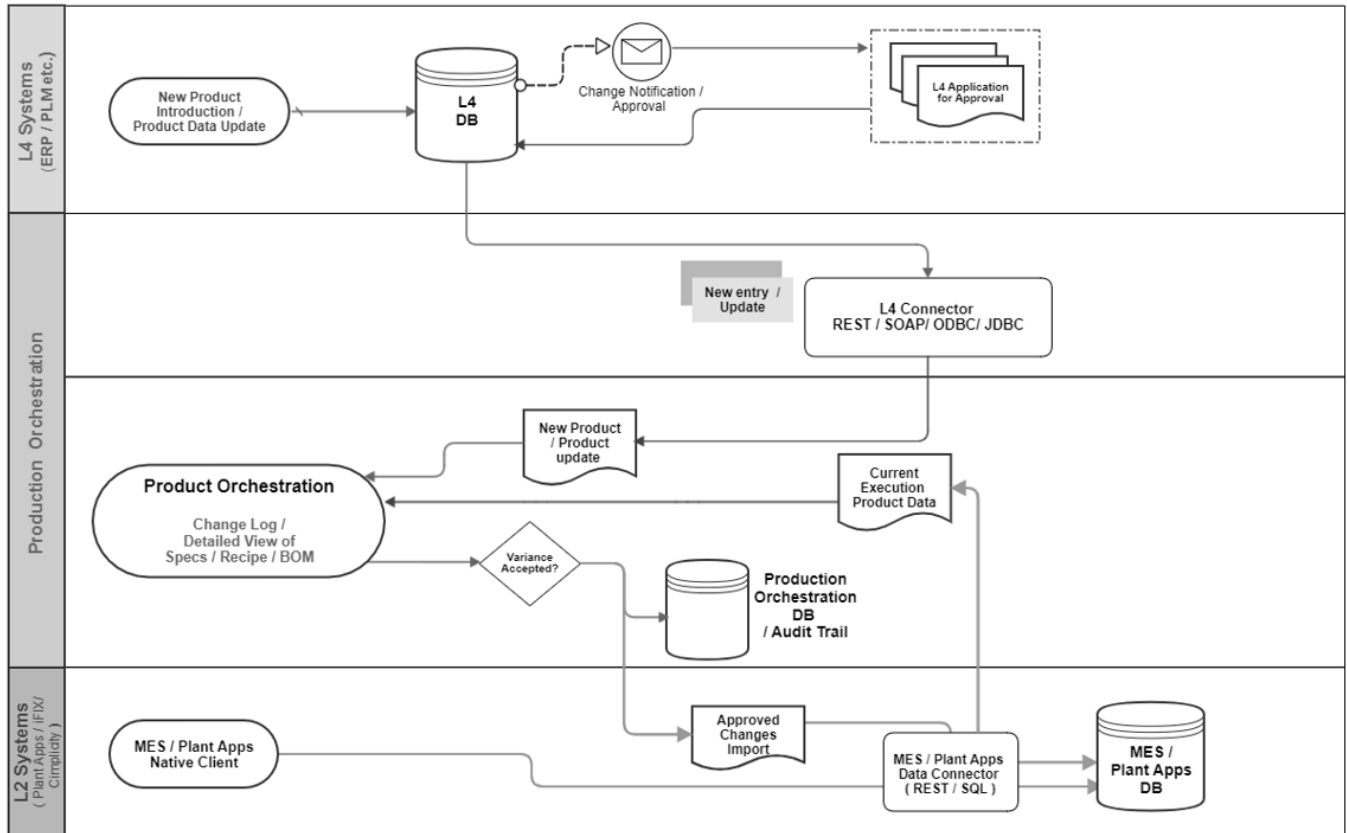 L4 Systems
(ERP / PLM etc.)
New Product
Introduction /
Product Data Update
L4
DB
Change Notification /
Approval
L4 Application
for Approval
Production Orchestration
New entry /
Update
L4 Connector
REST / SOAP/ ODBC/ JDBC
New Product
/ Product
update
Current
Execution
Product Data
Product Orchestration
Change Log /
Detailed View of
Specs / Recipe / BOM
Variance
Accepted?
Production
Orchestration
DB
/ Audit Trail
L2 Systems
( Plant Apps / iFIX/
Cimplicity )
MES / Plant Apps
Native Client
Approved
Changes
Import
MES / Plant Apps
Data Connector
( REST / SQL )
MES /
Plant Apps
DB